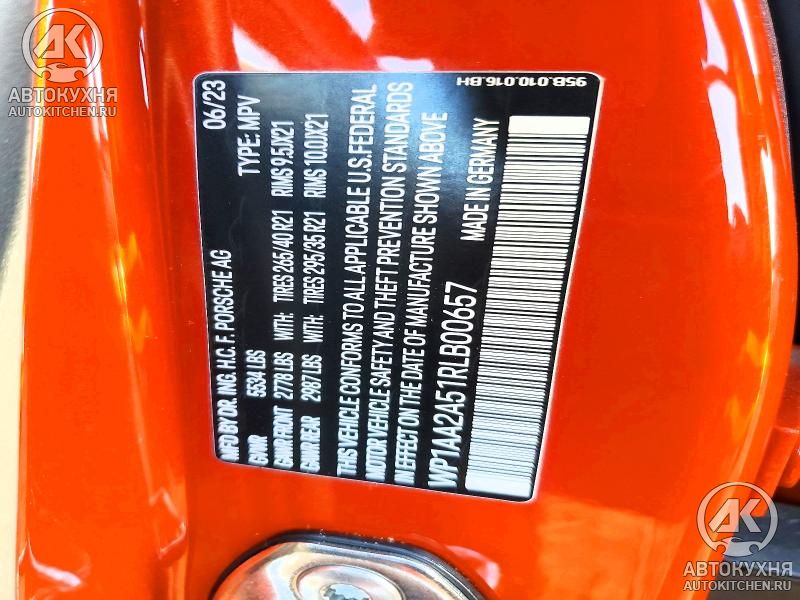 MFD BY DR. ING. H.C. F. PORSCHE AG 06/23
GVWR 5534 LBS TYPE: MPV
GAWR FRONT 2778 LBS WITH: TIRES 265/40 R21 RIMS 9,5JX21
GAWR REAR 2987 LBS WITH: TIRES 295/35 R21 RIMS 10.0JX21
THIS VEHICLE CONFORMS TO ALL APPLICABLE U.S. FEDERAL
MOTOR VEHICLE SAFETY AND THEFT PREVENTION STANDARDS
IN EFFECT ON THE DATE OF MANUFACTURE SHOWN ABOVE
WP1AA2A51RLB00657 MADE IN GERMANY
95B.010.016.BH
АК
АВТОКУХНЯ
AUTOKITCHEN.RU
АК
АВТОКУХНЯ
AUTOKITCHEN.RU